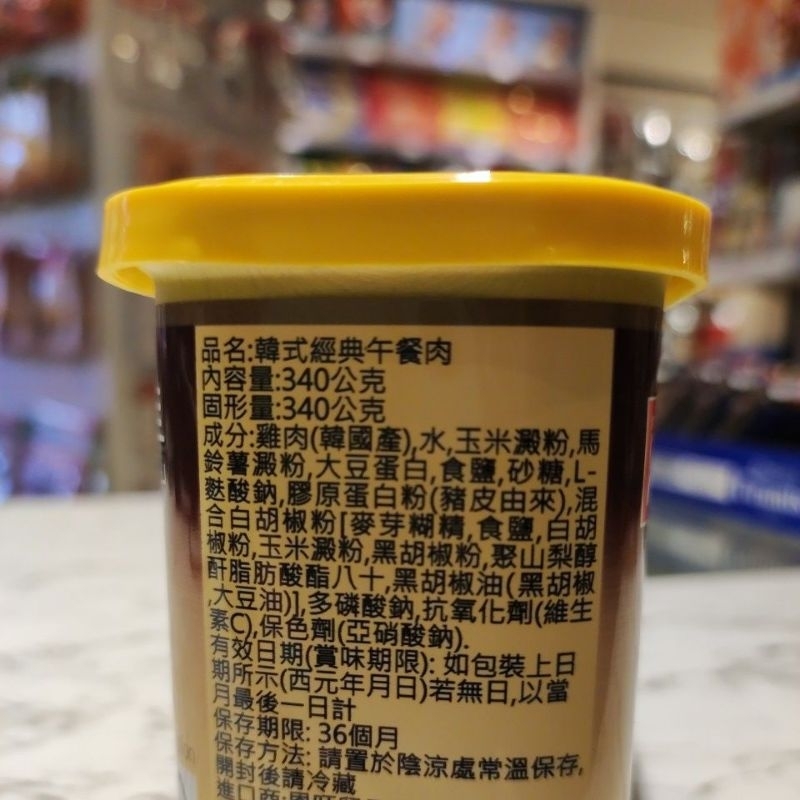 品名:韓式經典午餐肉
內容量:340公克
固形量:340公克
成分:雞肉(韓國產),水,玉米澱粉,馬
鈴薯澱粉,大豆蛋白,食鹽,砂糖,L-
麩酸鈉,膠原蛋白粉(豬皮由來),混
合白胡椒粉[麥芽糊精,食鹽,白胡
椒粉,玉米澱粉,黑胡椒粉,聚山梨醇
酐脂肪酸酯八十,黑胡椒油(黑胡椒
,大豆油)],多磷酸鈉,抗氧化劑(維生
素C),保色劑(亞硝酸鈉).
有效日期(賞味期限): 如包裝上日
期所示(西元年月日)若無日,以當
月最後一日計
保存期限: 36個月
保存方法: 請置於陰涼處常溫保存,
開封後請冷藏
進口商: